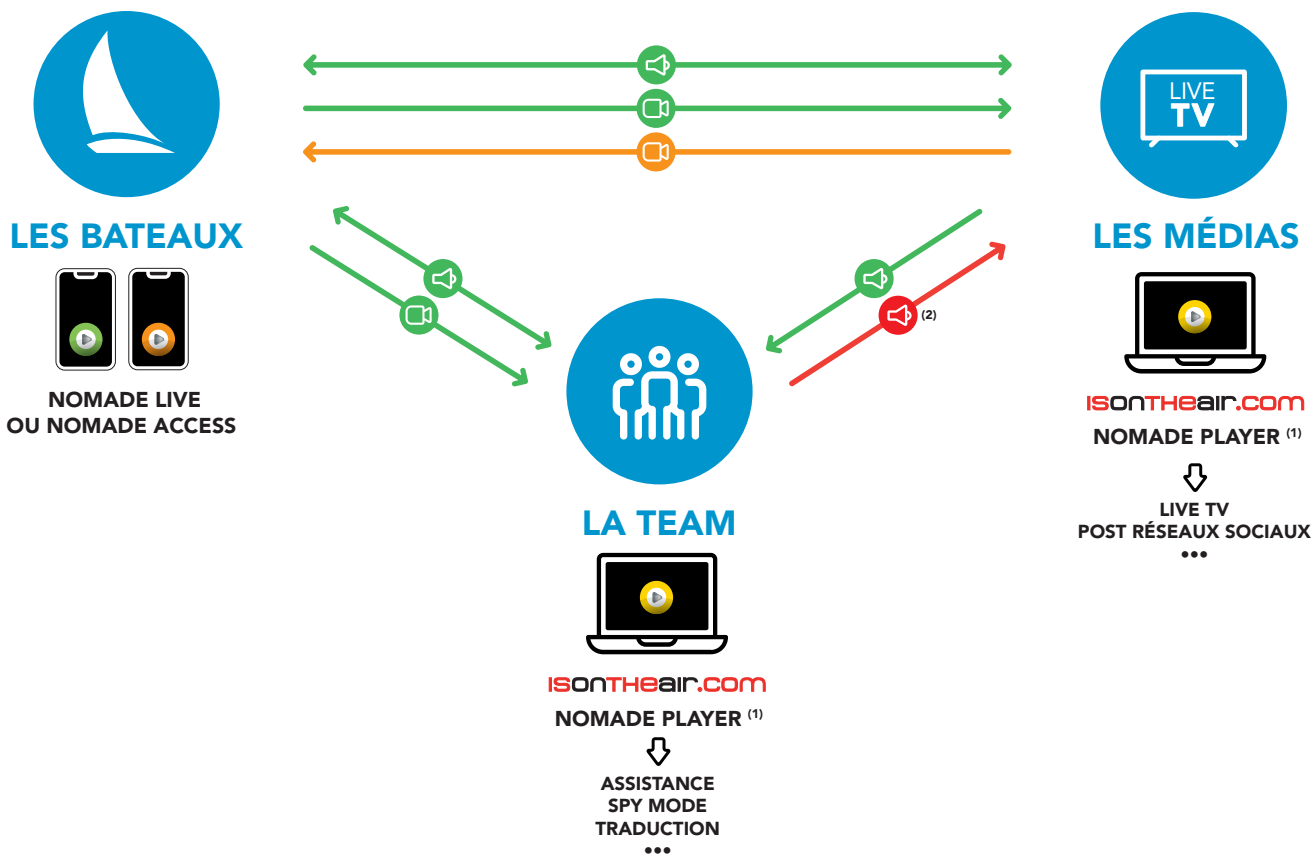 LIVE
TV
LES BATEAUX
LES MÉDIAS
(2)
NOMADE LIVE
OU NOMADE ACCESS
ISONTHEAIR.COM
NOMADE PLAYER (1)
LIVE TV
POST RÉSEAUX SOCIAUX
•••
LA TEAM
ISONTHEAIR.COM
NOMADE PLAYER (1)
ASSISTANCE
SPY MODE
TRADUCTION
•••